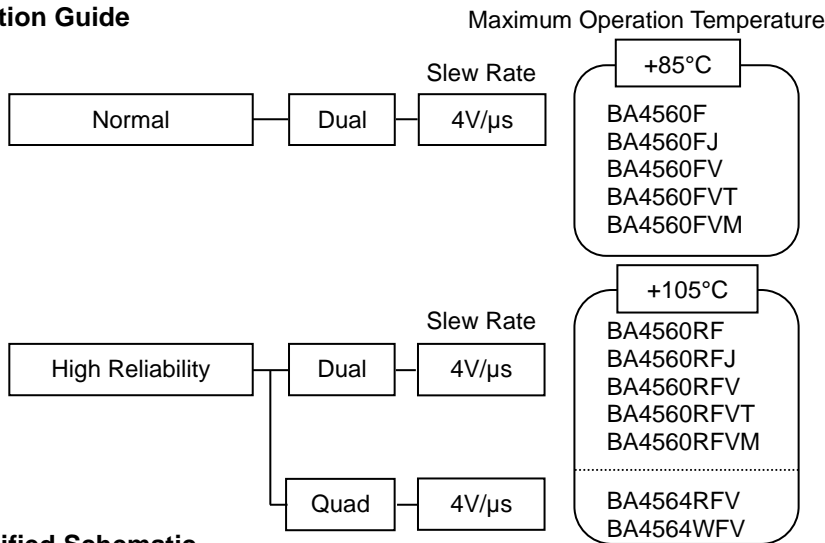 tion Guide
Maximum Operation Temperature
Slew Rate
+85°C
Normal
Dual
4V/µs
BA4560F
BA4560FJ
BA4560FV
BA4560FVT
BA4560FVM
+105°C
Slew Rate
High Reliability
Dual
4V/µs
BA4560RF
BA4560RFJ
BA4560RFV
BA4560RFVT
BA4560RFVM
Quad
4V/µs
BA4564RFV
BA4564WFV
ified Schematic